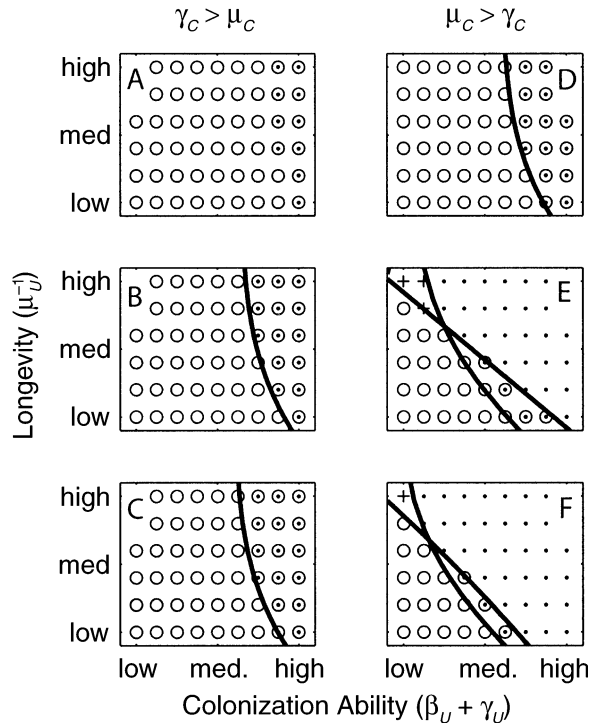 γC > μC
μC > γC
high
med
low
A
D
high
med
low
B
E
high
med
low
C
F
low med. high
low med. high
Longevity (μU⁻¹)
Colonization Ability (βU + γU)